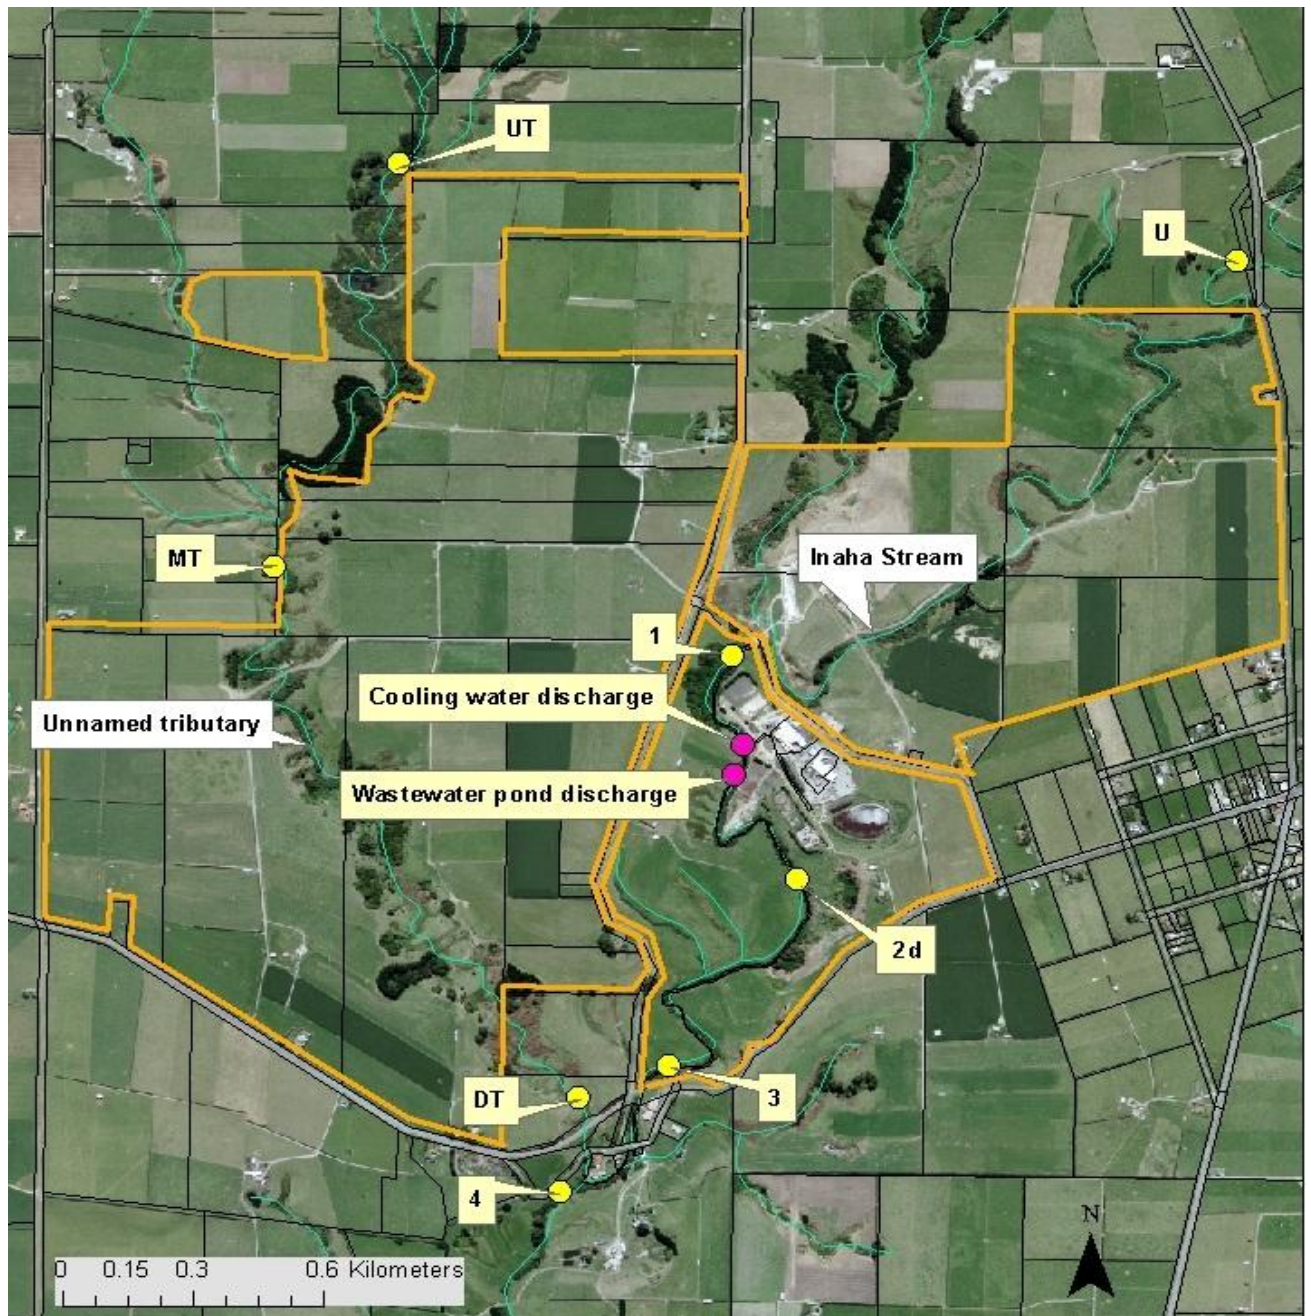 UT
U
MT
Inaha Stream
1
Cooling water discharge
Unnamed tributary
Wastewater pond discharge
2d
DT
3
4
N
0 0.15 0.3 0.6 Kilometers